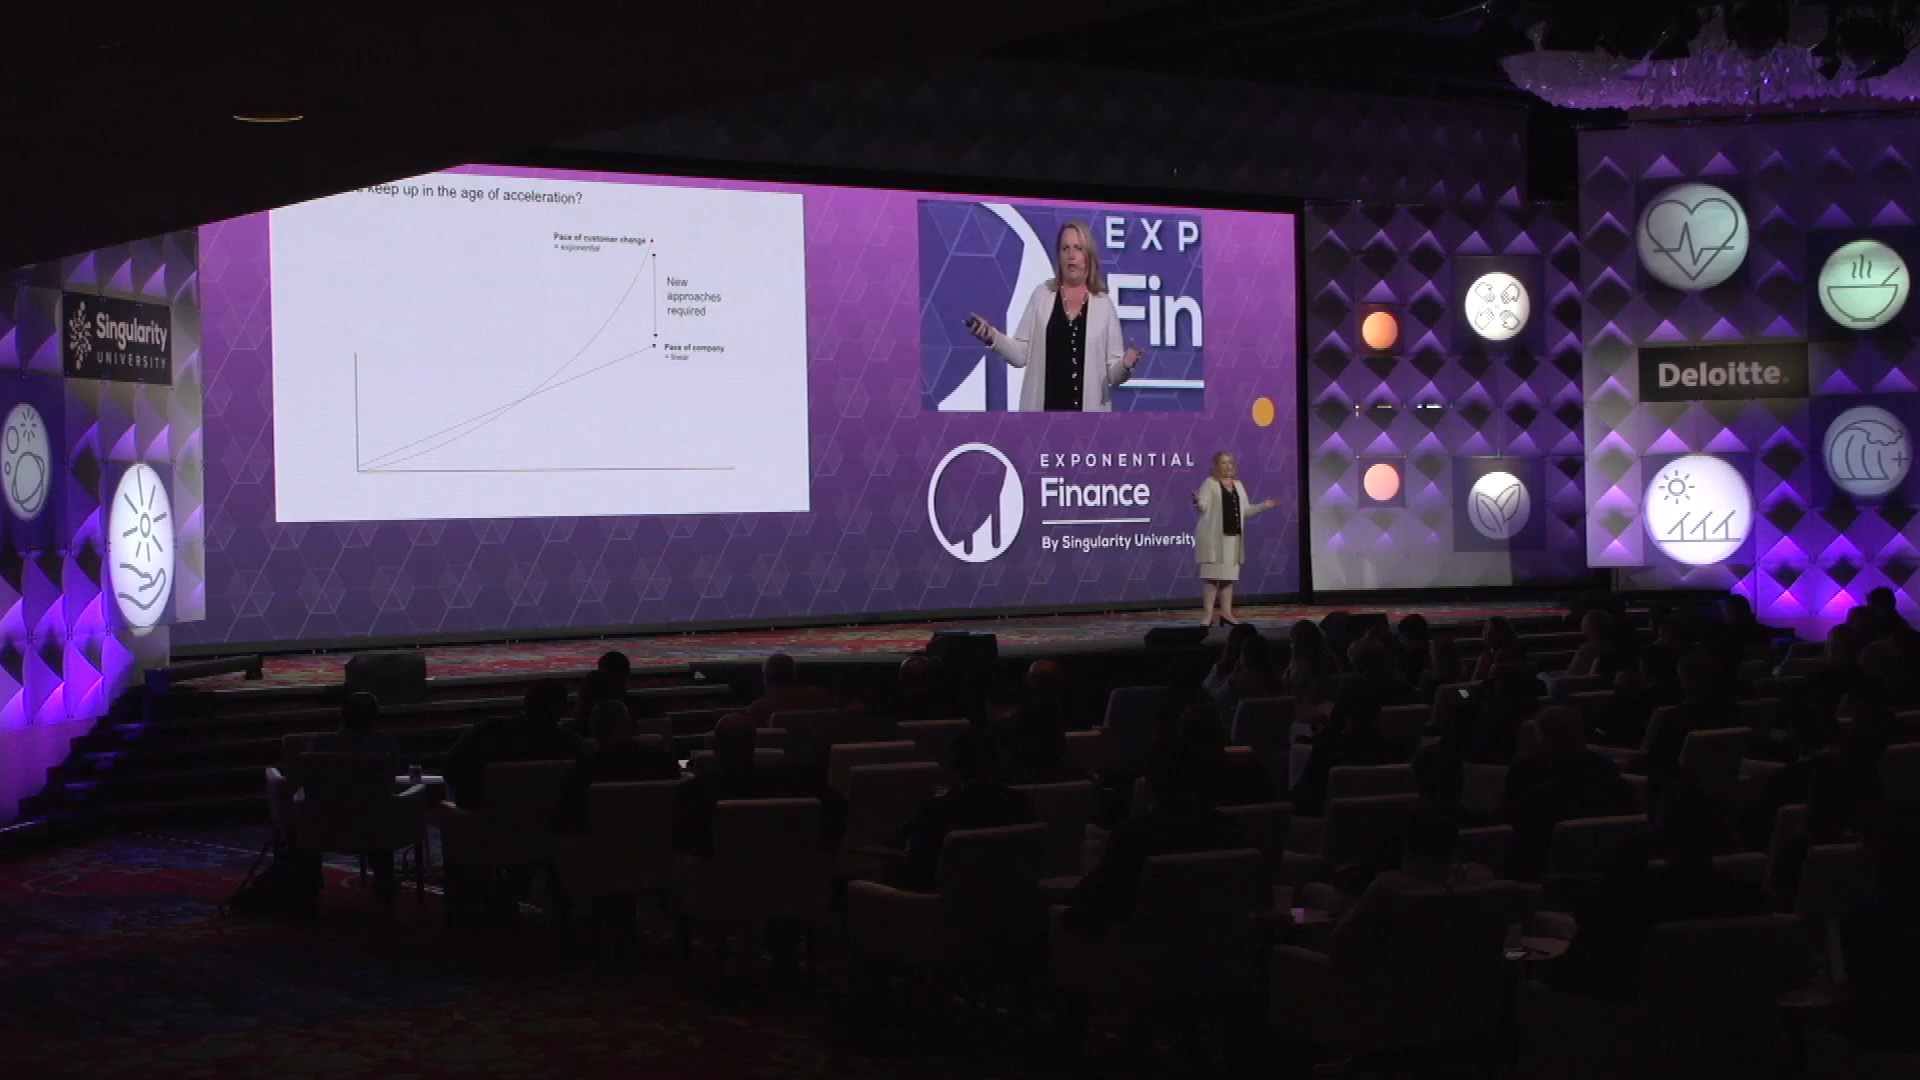 keep up in the age of acceleration?
Pace of customer change
= exponential
New
approaches
required
Pace of company
= linear
Singularity
UNIVERSITY
EXP
Fin
EXPONENTIAL
Finance
By Singularity University
Deloitte.